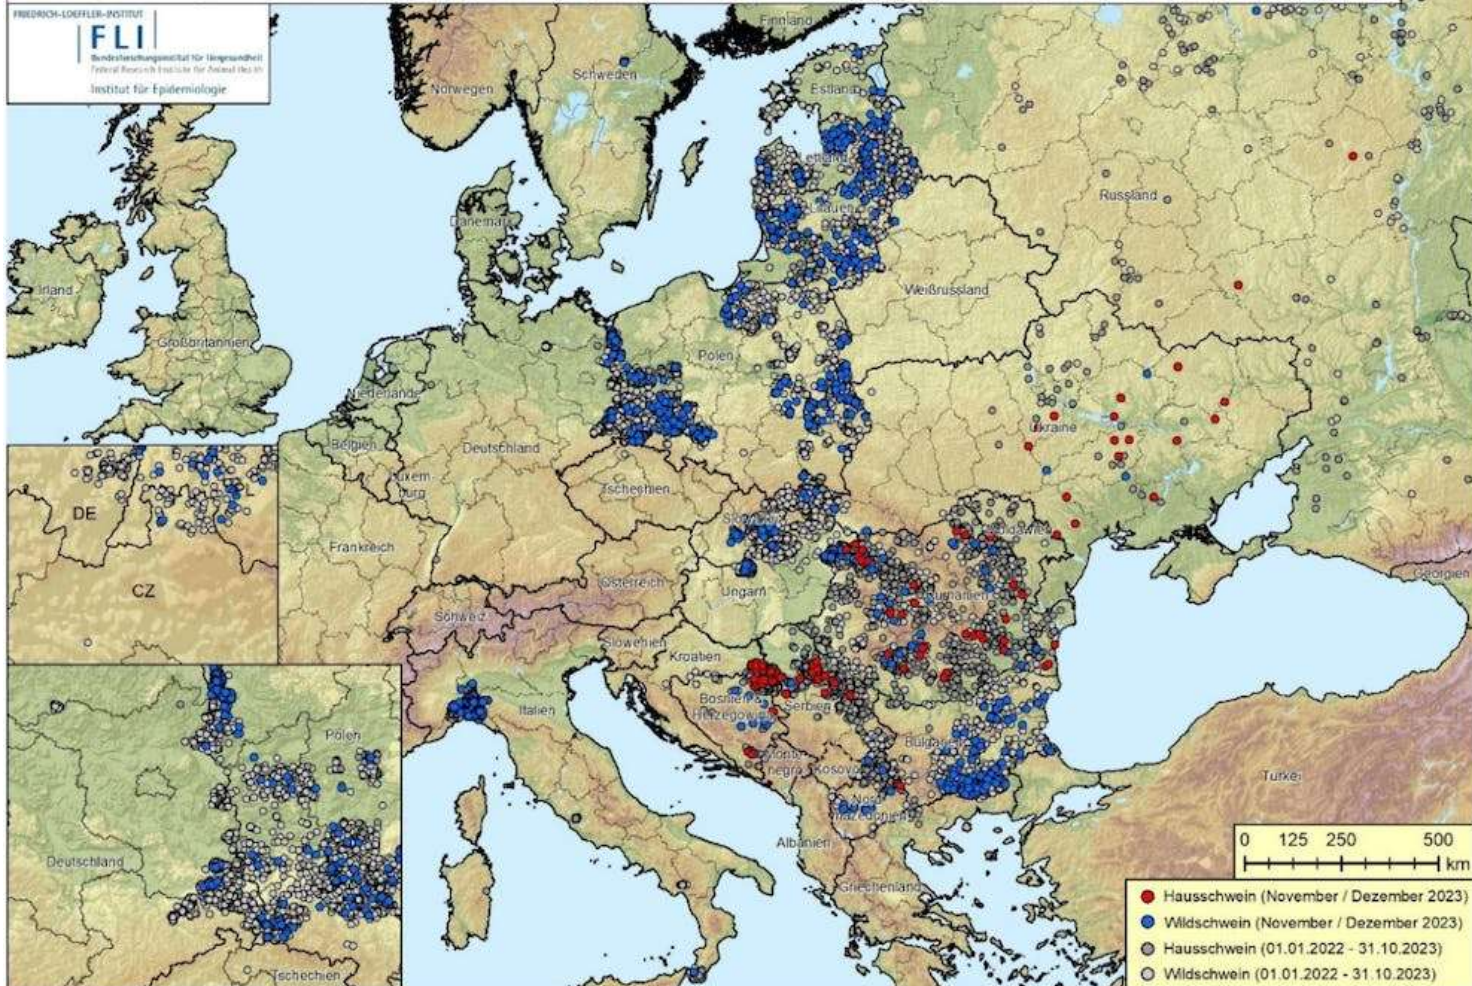 FRIEDRICH-LOEFFLER-INSTITUT
FLI
Bundesforschungsinstitut für Tiergesundheit
Federal Research Institute for Animal Health
Institut für Epidemiologie
Finnland
Schweden
Norwegen
Estland
Lettland
Russland
Litauen
Dänemark
Irland
Weißrussland
Großbritannien
Polen
Niederlande
Ukraine
Belgien
Deutschland
Luxem-
burg
Tschechien
DE
CZ
Frankreich
Österreich
Ungarn
Rumänien
Georgien
Schweiz
Slowenien
Kroatien
Bosnien &
Herzegowina
Serbien
Italien
Monte-
negro
Kosovo
Bulgarien
Nord-
mazedonien
Türkei
Albanien
Griechenland
Polen
Deutschland
Tschechien
0 125 250 500
km
Hausschwein (November / Dezember 2023)
Wildschwein (November / Dezember 2023)
Hausschwein (01.01.2022 - 31.10.2023)
Wildschwein (01.01.2022 - 31.10.2023)